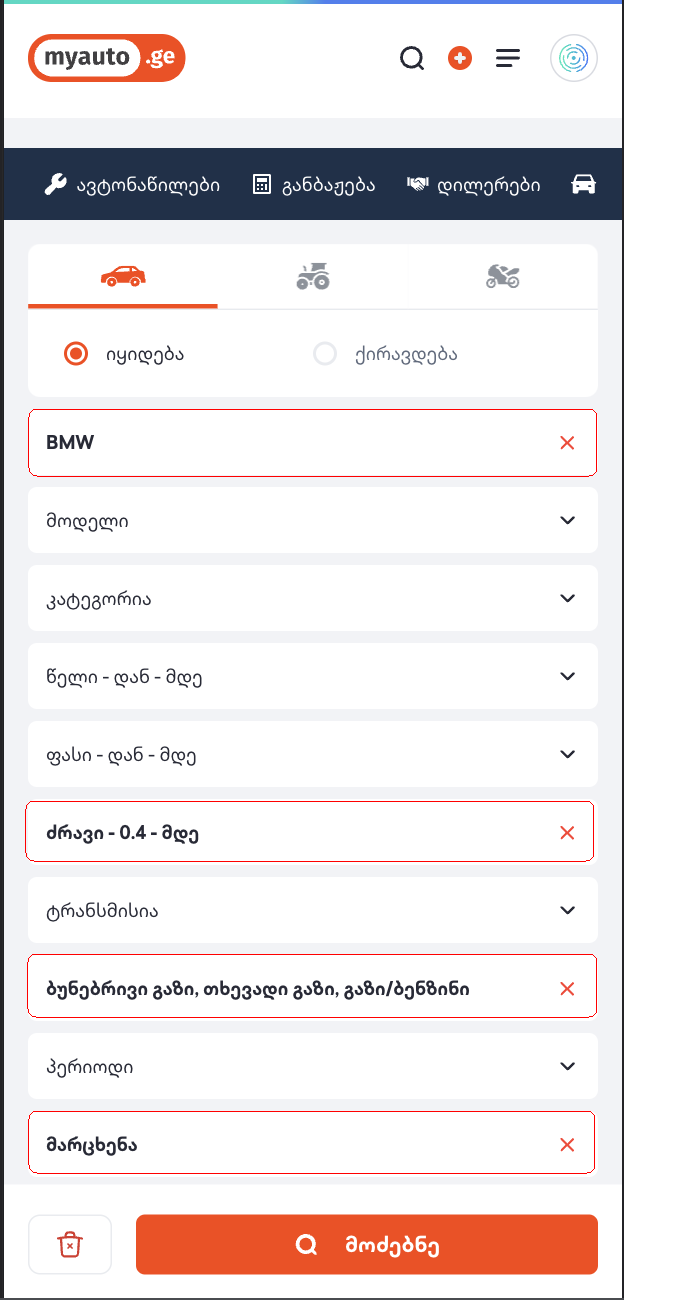 myauto.ge
ავტონაწილები განბაჟება დილერები
იყიდება ქირავდება
BMW
მოდელი
კატეგორია
წელი - დან - მდე
ფასი - დან - მდე
ძრავი - 0.4 - მდე
ტრანსმისია
ბუნებრივი გაზი, თხევადი გაზი, გაზი/ბენზინი
პერიოდი
მარცხენა
მოძებნე